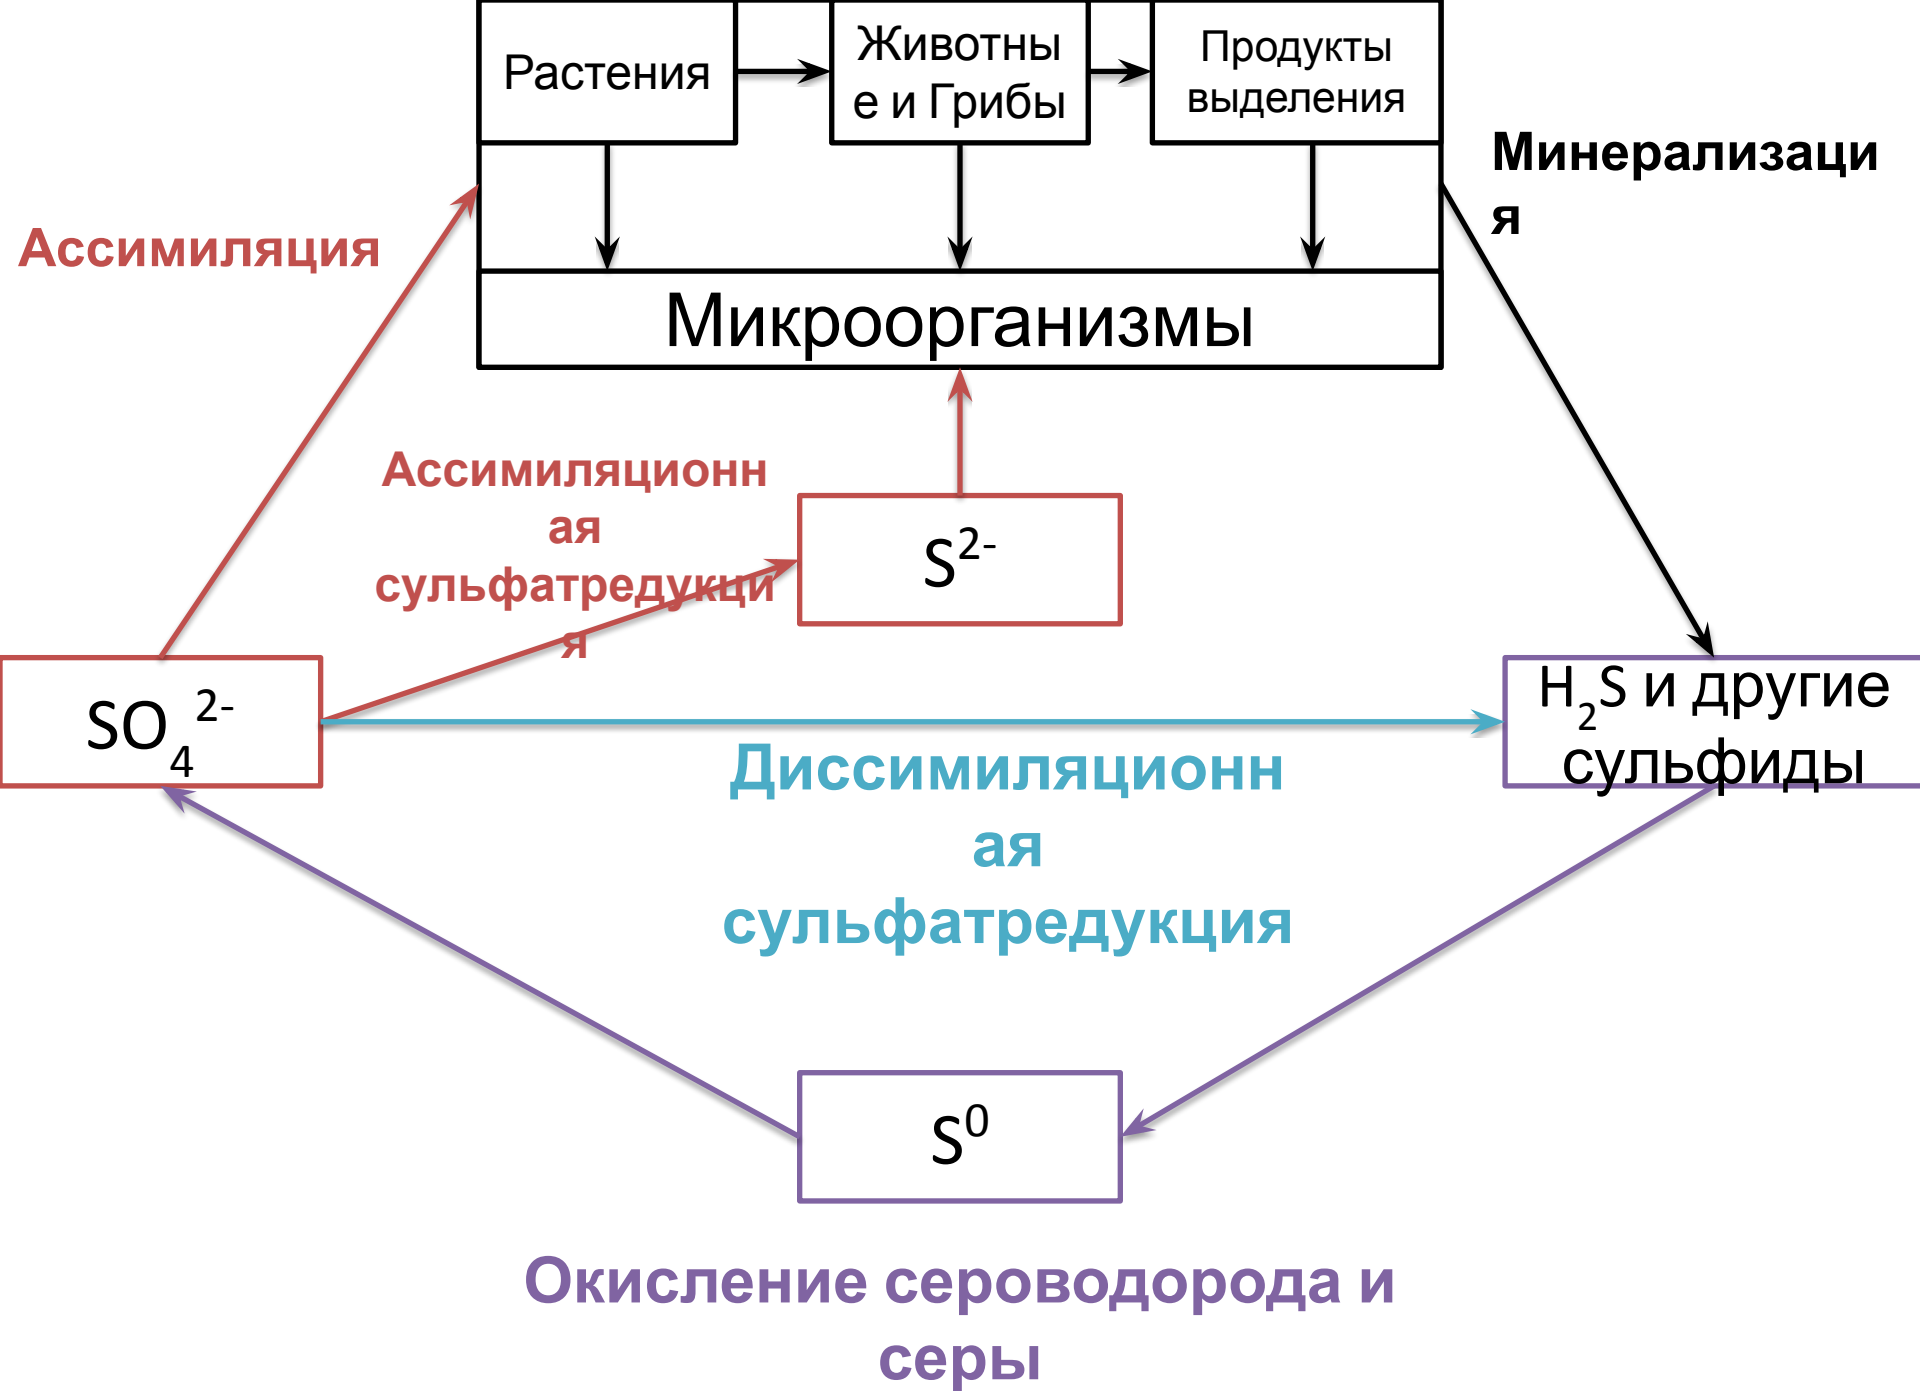 Растения
Животны
е и Грибы
Продукты
выделения
Минерализаци
я
Ассимиляция
Микроорганизмы
Ассимиляционн
ая
сульфатредукци
я
S²⁻
SO₄²⁻
H₂S и другие
сульфиды
Диссимиляционн
ая
сульфатредукция
S⁰
Окисление сероводорода и
серы